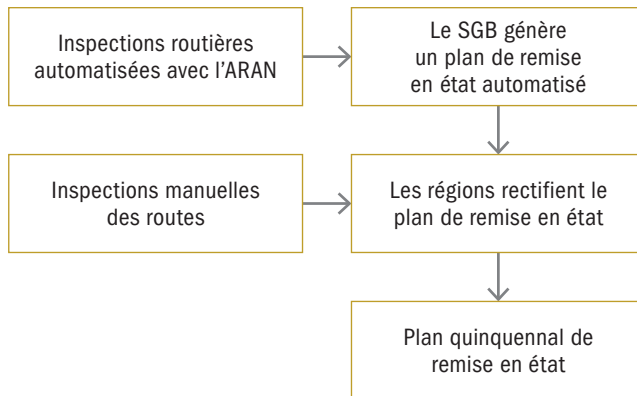 Inspections routières
automatisées avec l'ARAN
Le SGB génère
un plan de remise
en état automatisé
Inspections manuelles
des routes
Les régions rectifient le
plan de remise en état
Plan quinquennal de
remise en état